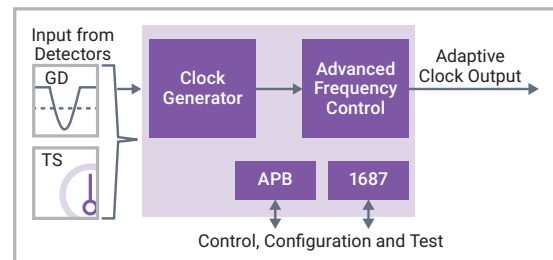 Input from
Detectors
GD
TS
Clock
Generator
Advanced
Frequency
Control
Adaptive
Clock Output
APB
1687
Control, Configuration and Test